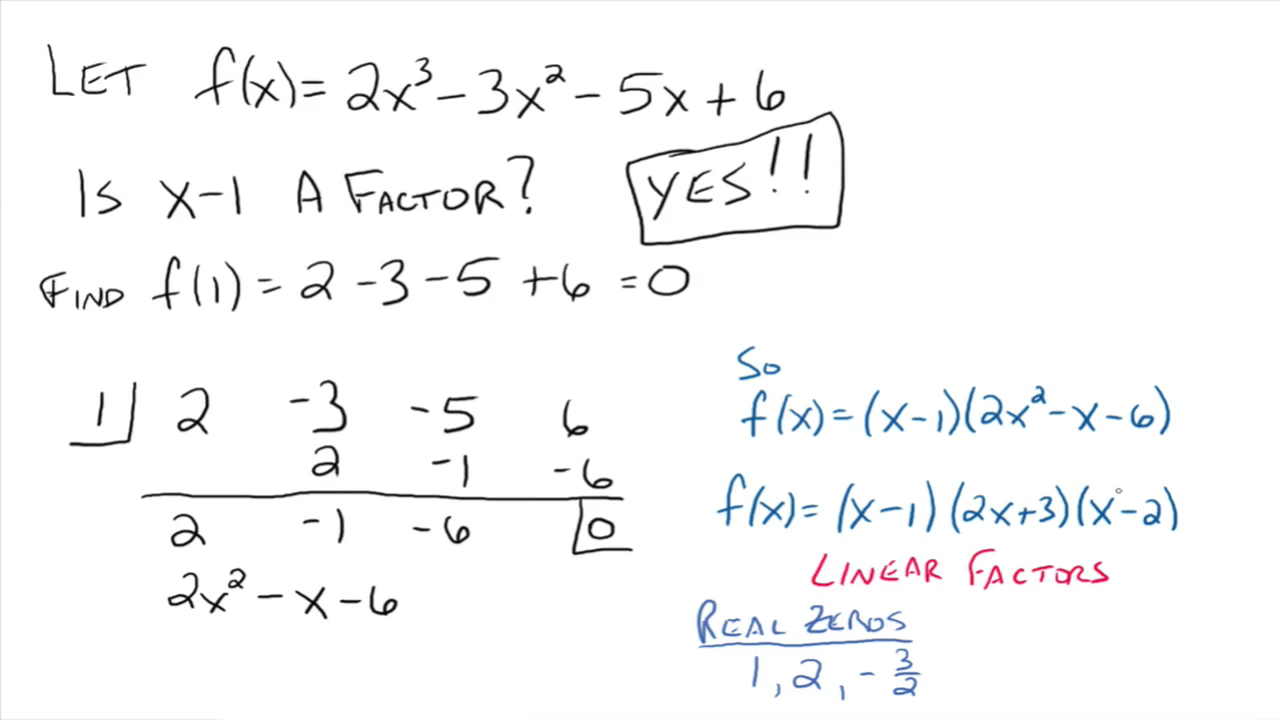 LET f(x) = 2x³ - 3x² - 5x + 6
IS x-1 A FACTOR? YES!!
FIND f(1) = 2 - 3 - 5 + 6 = 0
1 2 -3 -5 6
2 -1 -6
2 -1 -6 0
2x² - x - 6
So
f(x) = (x-1)(2x² - x - 6)
f(x) = (x-1)(2x+3)(x-2)
LINEAR FACTORS
REAL ZEROS
1, 2, -3/2